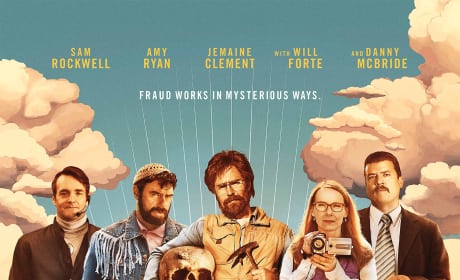 SAM ROCKWELL
AMY RYAN
JEMAINE CLEMENT
WITH WILL FORTE
AND DANNY MCBRIDE
FRAUD WORKS IN MYSTERIOUS WAYS.